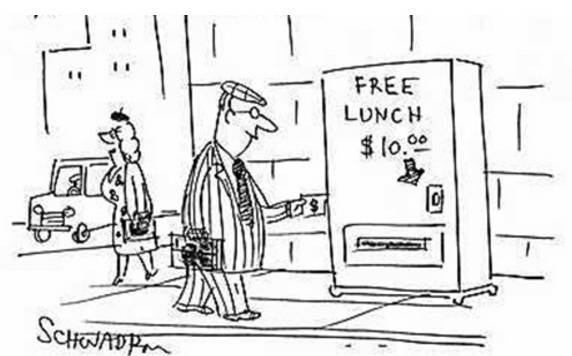 FREE
LUNCH
$10.00
$
SCHWADRON